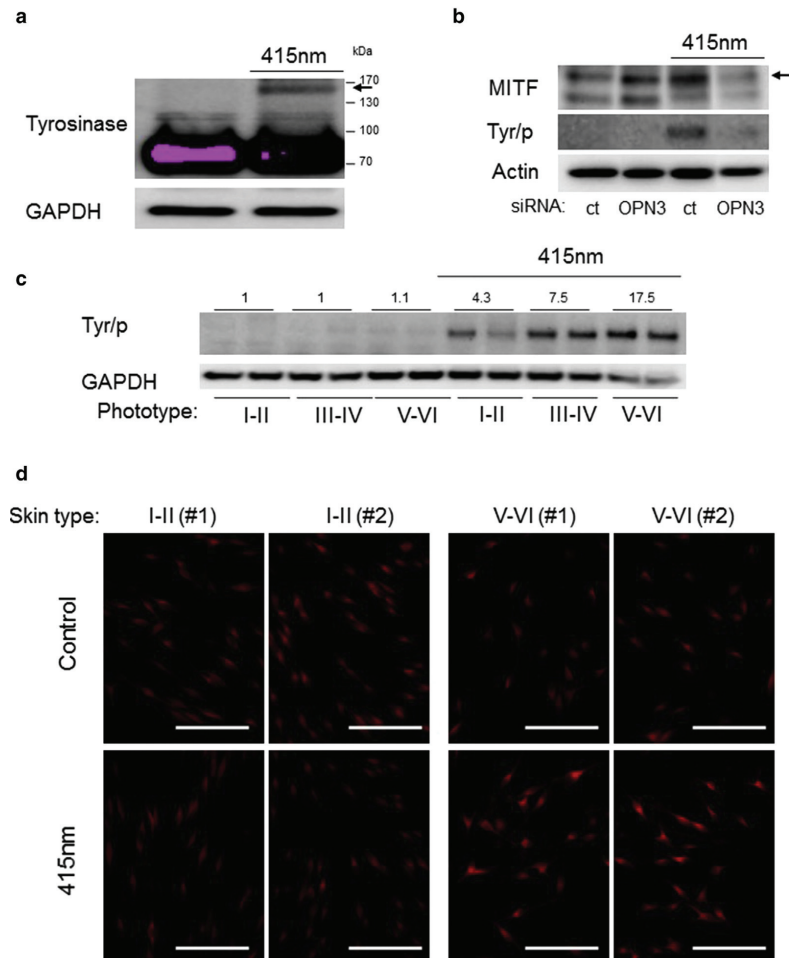 a
415nm
kDa
170
130
100
70
Tyrosinase
GAPDH
b
415nm
MITF
Tyr/p
Actin
siRNA: ct OPN3 ct OPN3
c
415nm
1 1 1.1 4.3 7.5 17.5
Tyr/p
GAPDH
Phototype: I-II III-IV V-VI I-II III-IV V-VI
d
Skin type: I-II (#1) I-II (#2) V-VI (#1) V-VI (#2)
Control
415nm